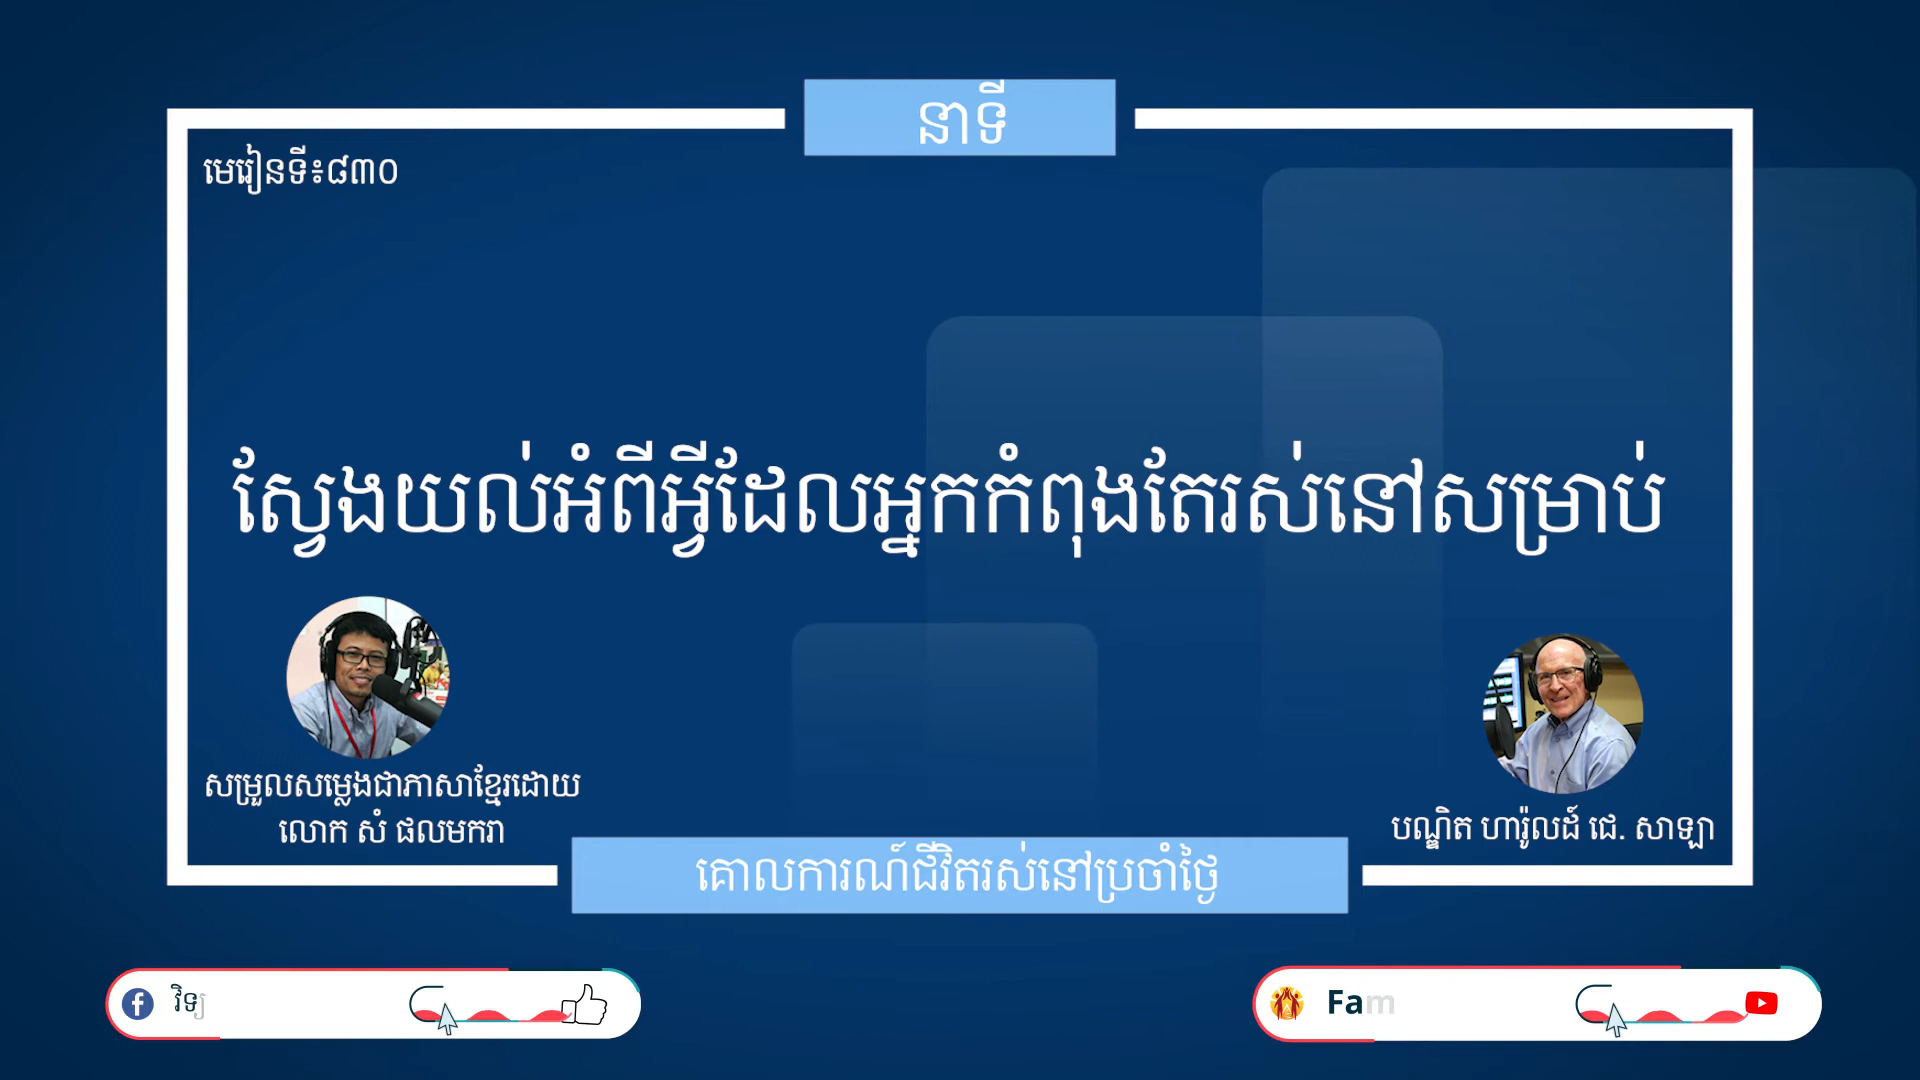 នាទី
មេរៀនទី៖៨៣០
ស្វែងយល់អំពីអ្វីដែលអ្នកកំពុងតែរស់នៅសម្រាប់
សម្រួលសម្លេងជាភាសាខ្មែរដោយ
លោក សំ ផលមករា
បណ្ឌិត ហារ៉ូលដ៍ ជេ. សាឡា
គោលការណ៍ជីវិតរស់នៅប្រចាំថ្ងៃ
វិទ្យ
Fam